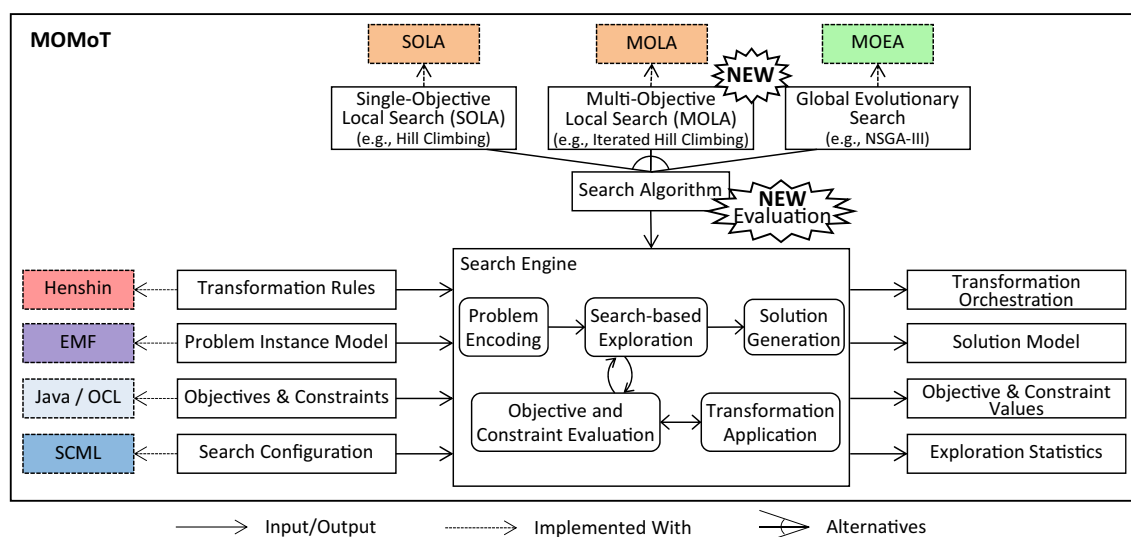 MOMoT
SOLA
MOLA
MOEA
NEW
Single-Objective
Local Search (SOLA)
(e.g., Hill Climbing)
Multi-Objective
Local Search (MOLA)
(e.g., Iterated Hill Climbing)
Global Evolutionary
Search
(e.g., NSGA-III)
Search Algorithm
NEW
Evaluation
Search Engine
Henshin
Transformation Rules
Problem
Encoding
Search-based
Exploration
Solution
Generation
Transformation
Orchestration
EMF
Problem Instance Model
Solution Model
Java / OCL
Objectives & Constraints
Objective and
Constraint Evaluation
Transformation
Application
Objective & Constraint
Values
SCML
Search Configuration
Exploration Statistics
Input/Output
Implemented With
Alternatives